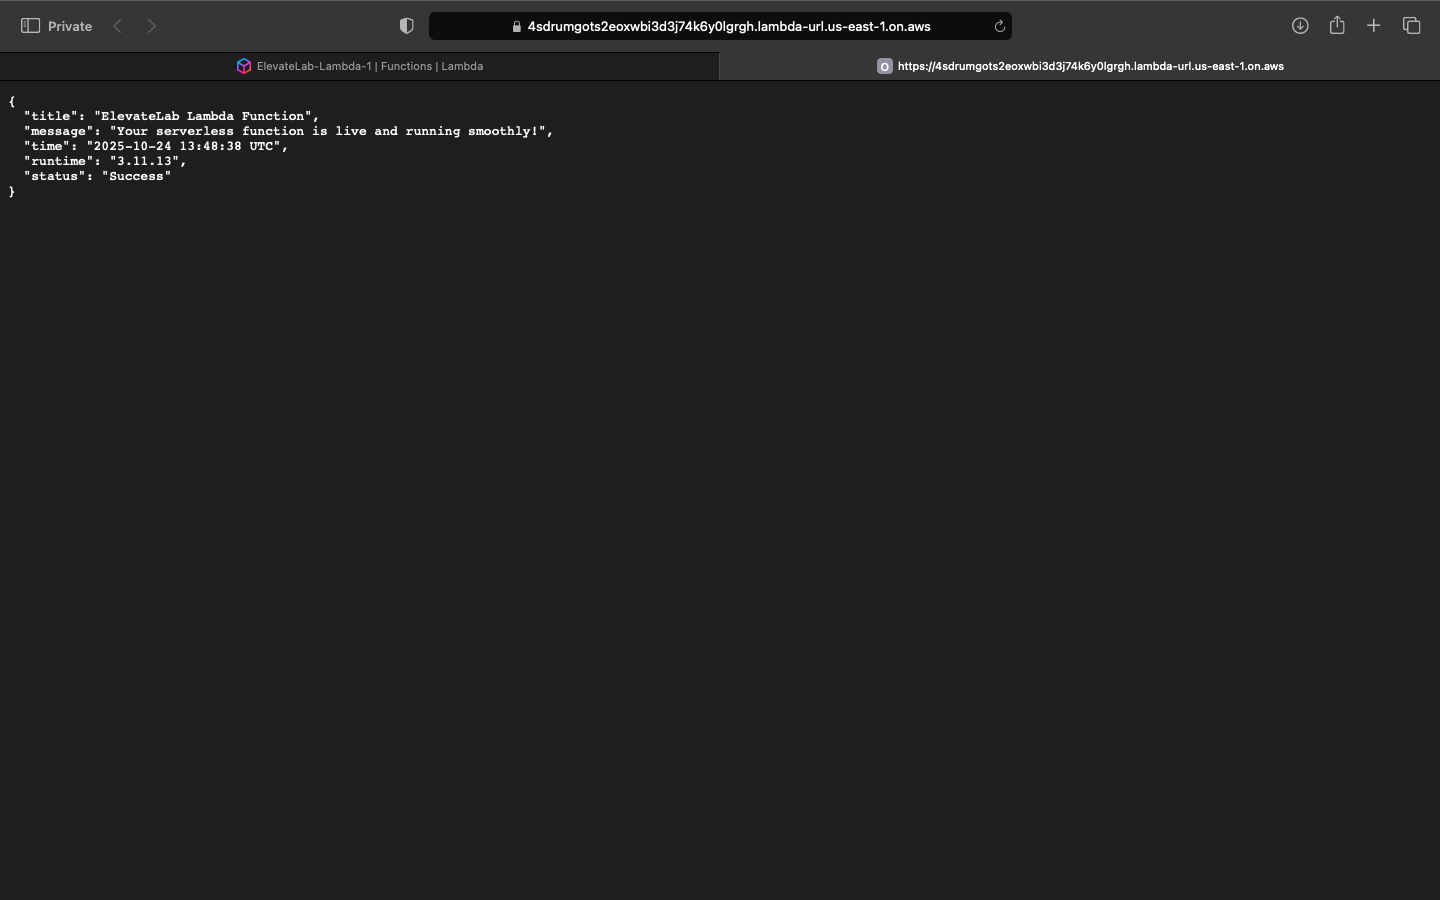 Private
4sdrumgots2eoxwbi3d3j74k6y0lgrgh.lambda-url.us-east-1.on.aws
ElevateLab-Lambda-1 | Functions | Lambda
O https://4sdrumgots2eoxwbi3d3j74k6y0lgrgh.lambda-url.us-east-1.on.aws
{
  "title": "ElevateLab Lambda Function",
  "message": "Your serverless function is live and running smoothly!",
  "time": "2025-10-24 13:48:38 UTC",
  "runtime": "3.11.13",
  "status": "Success"
}